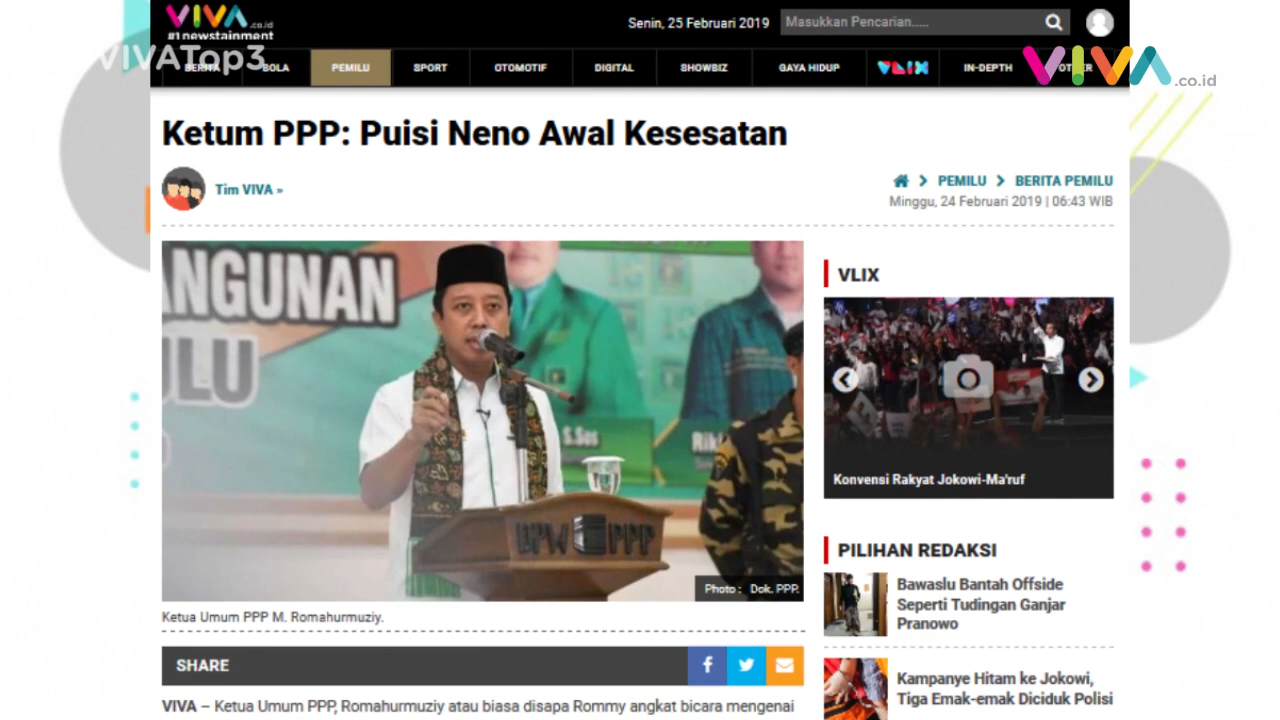 VIVA.co.id
#1newstainment
Senin, 25 Februari 2019
Masukkan Pencarian.....
VIVATop3
VIVA.co.id
BERITA
BOLA
PEMILU
SPORT
OTOMOTIF
DIGITAL
SHOWBIZ
GAYA HIDUP
VLIX
IN-DEPTH
Ketum PPP: Puisi Neno Awal Kesesatan
Tim VIVA »
PEMILU
BERITA PEMILU
Minggu, 24 Februari 2019 | 06:43 WIB
ANGUNAN
ULU
S.Sos
DPW PPP
Photo : Dok. PPP.
Ketua Umum PPP M. Romahurmuziy.
SHARE
VIVA – Ketua Umum PPP, Romahurmuziy atau biasa disapa Rommy angkat bicara mengenai
VLIX
Konvensi Rakyat Jokowi-Ma'ruf
PILIHAN REDAKSI
Bawaslu Bantah Offside
Seperti Tudingan Ganjar
Pranowo
Kampanye Hitam ke Jokowi,
Tiga Emak-emak Diciduk Polisi